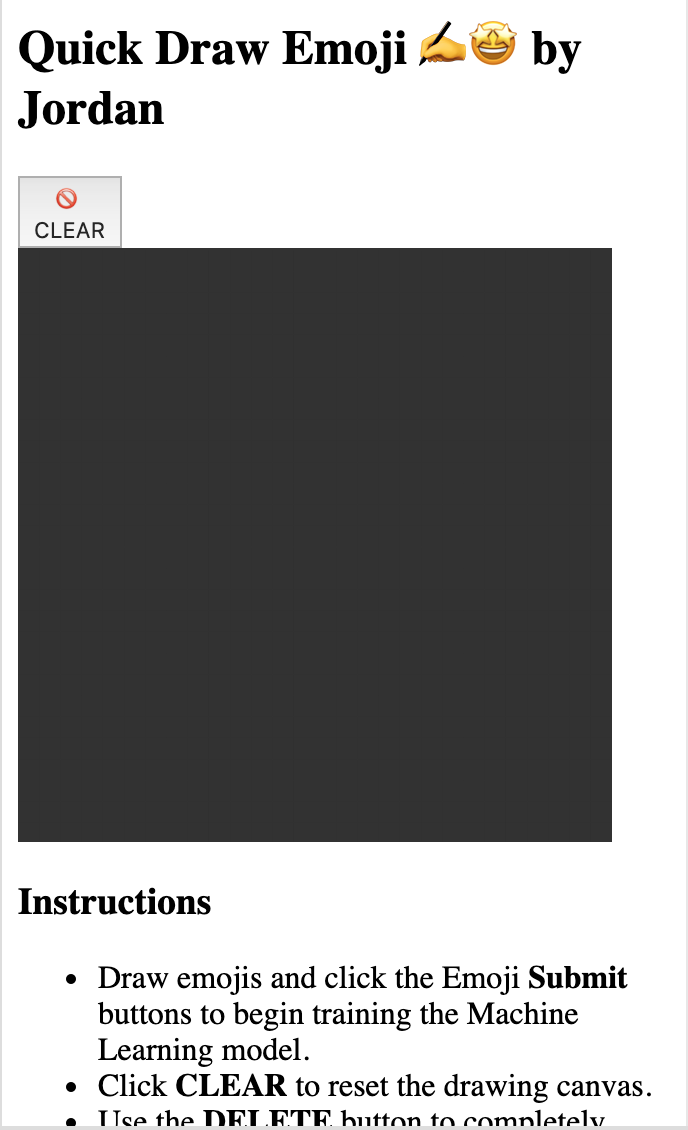 Quick Draw Emoji ✍️🤩 by
Jordan
🚫
CLEAR
Instructions
Draw emojis and click the Emoji Submit
buttons to begin training the Machine
Learning model.
Click CLEAR to reset the drawing canvas.
Use the DELETE button to completely